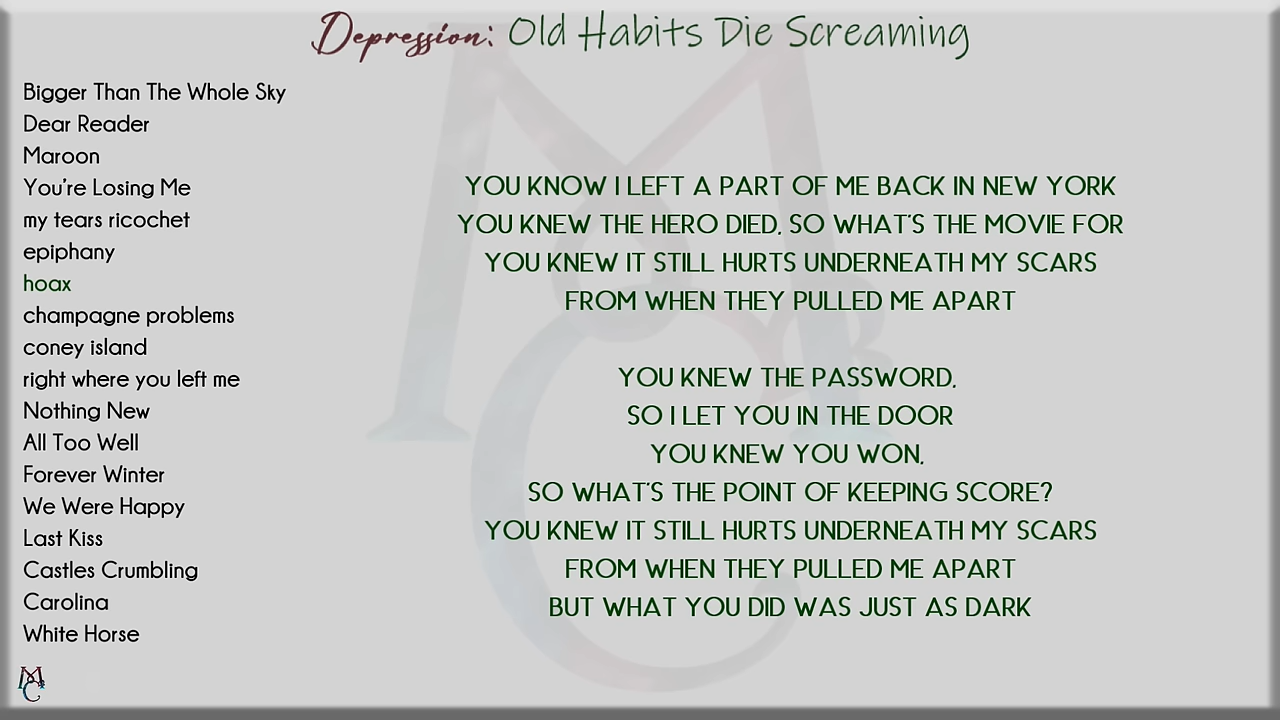 Depression: Old Habits Die Screaming
Bigger Than The Whole Sky
Dear Reader
Maroon
You're Losing Me
my tears ricochet
epiphany
hoax
champagne problems
coney island
right where you left me
Nothing New
All Too Well
Forever Winter
We Were Happy
Last Kiss
Castles Crumbling
Carolina
White Horse
YOU KNOW I LEFT A PART OF ME BACK IN NEW YORK
YOU KNEW THE HERO DIED, SO WHAT'S THE MOVIE FOR
YOU KNEW IT STILL HURTS UNDERNEATH MY SCARS
FROM WHEN THEY PULLED ME APART
YOU KNEW THE PASSWORD,
SO I LET YOU IN THE DOOR
YOU KNEW YOU WON,
SO WHAT'S THE POINT OF KEEPING SCORE?
YOU KNEW IT STILL HURTS UNDERNEATH MY SCARS
FROM WHEN THEY PULLED ME APART
BUT WHAT YOU DID WAS JUST AS DARK